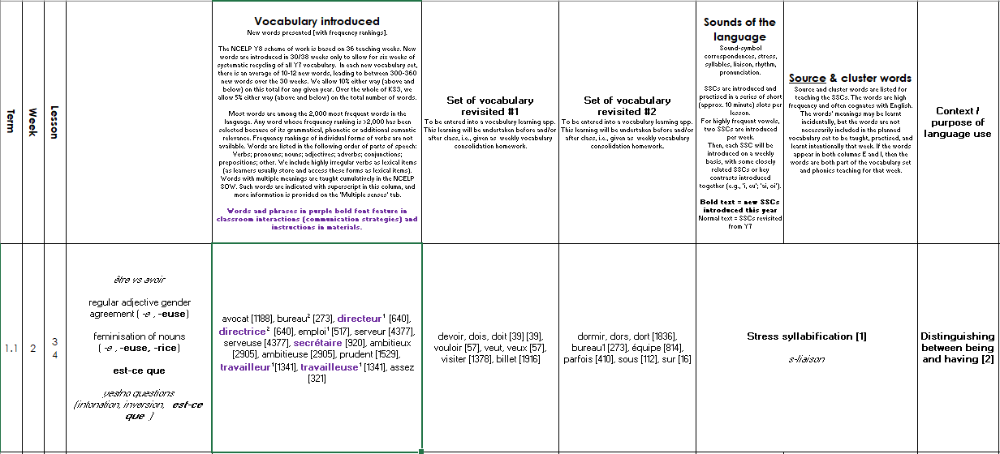 Term
Week
Lesson
Vocabulary introduced
New words presented [with frequency rankings].
The NCELP Y8 scheme of work is based on 36 teaching weeks. New
words are introduced in 30/38 weeks only to allow for six weeks of
systematic recycling of all Y7 vocabulary. In each new vocabulary set,
there is an average of 10-12 new words, leading to between 300-360
new words over the 30 weeks. We allow 10% either way (above and
below) on this total for any given year. Over the whole of KS3, we
allow 5% either way (above and below) on the total number of words.
Most words are among the 2,000 most frequent words in the
language. Any word whose frequency ranking is >2,000 has been
selected because of its grammatical, phonetic or additional semantic
relevance. Frequency rankings of individual forms of verbs are not
available. Words are listed in the following order of parts of speech:
Verbs; pronouns; nouns; adjectives; adverbs; conjunctions;
prepositions; other. We include highly irregular verbs as lexical items
(as learners usually store and access these forms as lexical items).
Words with multiple meanings are taught cumulatively in the NCELP
SOW. Such words are indicated with superscript in this column, and
more information is provided on the 'Multiple senses' tab.
Words and phrases in purple bold font feature in
classroom interactions (communication strategies) and
instructions in materials.
Set of vocabulary
revisited #1
To be entered into a vocabulary learning app.
This learning will be undertaken before and/or
after class, i.e., given as weekly vocabulary
consolidation homework.
Set of vocabulary
revisited #2
To be entered into a vocabulary learning app.
This learning will be undertaken before and/or
after class, i.e., given as weekly vocabulary
consolidation homework.
Sounds of the
language
Sound-symbol
correspondences, stress,
syllables, liaison, rhythm,
pronunciation.
SSCs are introduced and
practised in a series of short
(approx. 10 minute) slots per
lesson.
For highly frequent vowels,
two SSCs are introduced
per week.
Then, each SSC will be
introduced on a weekly
basis, with some closely
related SSCs or key
contrasts introduced
together (e.g., 'i, eu'; 'ai, oi').
Bold text = new SSCs
introduced this year
Normal text = SSCs revisited
from Y7
Source & cluster words
Source and cluster words are listed for
teaching the SSCs. The words are high
frequency and often cognates with English.
The words' meanings may be learnt
incidentally, but the words are not
necessarily included in the planned
vocabulary set to be taught, practised, and
learnt intentionally that week. If the words
appear in both columns E and I, then the
words are both part of the vocabulary set
and phonics teaching for that week.
Context /
purpose of
language use
1.1
2
3
4
être vs avoir
regular adjective gender
agreement ( -e , -euse)
feminisation of nouns
( -e , -euse, -rice)
est-ce que
yes/no questions
(intonation, inversion, est-ce
que )
avocat [1188], bureau² [273], directeur¹ [640],
directrice² [640], emploi¹ [517], serveur [4377],
serveuse [4377], secrétaire [920], ambitieux
[2905], ambitieuse [2905], prudent [1529],
travailleur¹ [1341], travailleuse¹ [1341], assez
[321]
devoir, dois, doit [39] [39],
vouloir [57], veut, veux [57],
visiter [1378], billet [1916]
dormir, dors, dort [1836],
bureau1 [273], équipe [814],
parfois [410], sous [112], sur [16]
Stress syllabification [1]
s-liaison
Distinguishing
between being
and having [2]